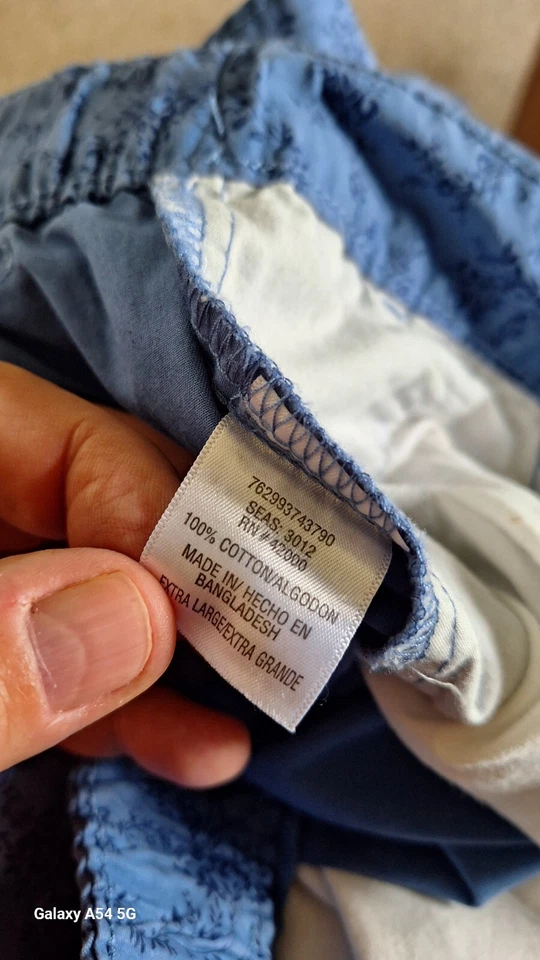 762993743790
SEAS: 3012
RN # 42000
100% COTTON/ALGODON
MADE IN/ HECHO EN
BANGLADESH
EXTRA LARGE/EXTRA GRANDE
Galaxy A54 5G